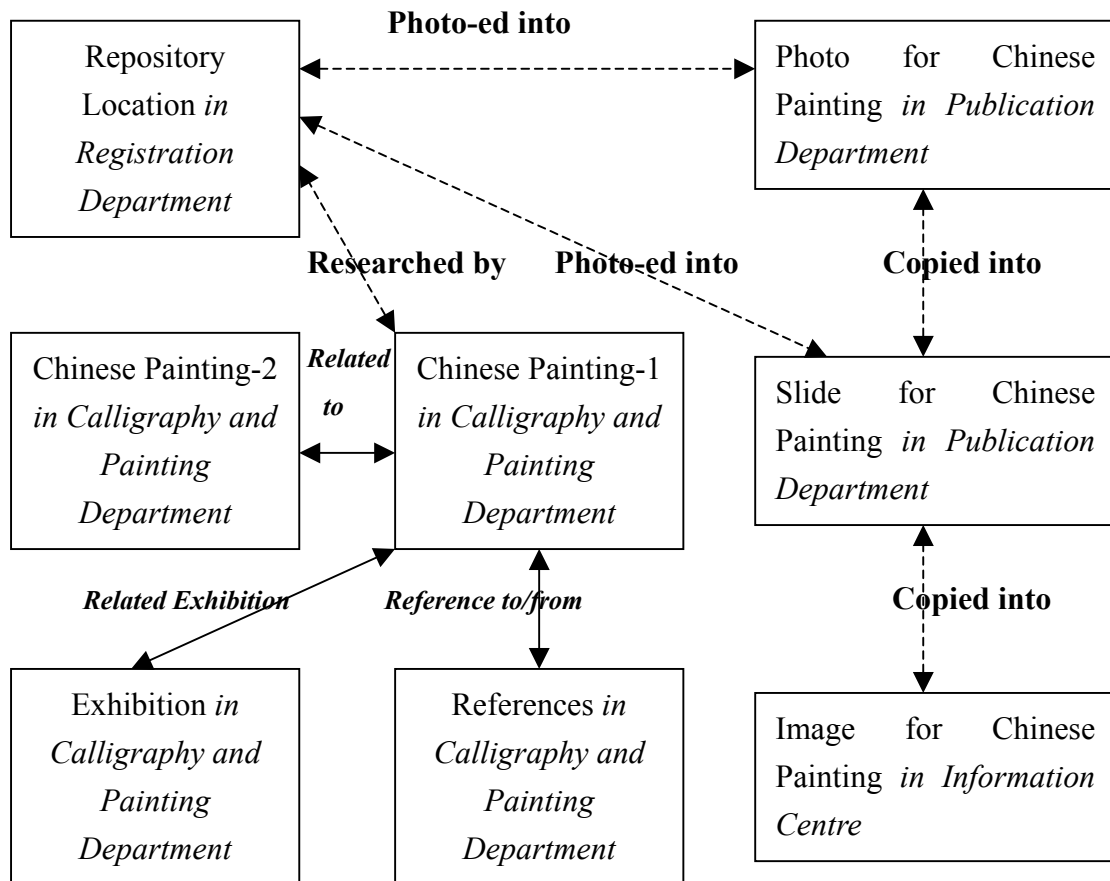 Photo-ed into
Repository
Location in
Registration
Department
Photo for Chinese
Painting in Publication
Department
Researched by
Photo-ed into
Copied into
Chinese Painting-2
in Calligraphy and
Painting
Department
Related
to
Chinese Painting-1
in Calligraphy and
Painting
Department
Slide for Chinese
Painting in Publication
Department
Related Exhibition
Reference to/from
Copied into
Exhibition in
Calligraphy and
Painting
Department
References in
Calligraphy and
Painting
Department
Image for Chinese
Painting in Information
Centre